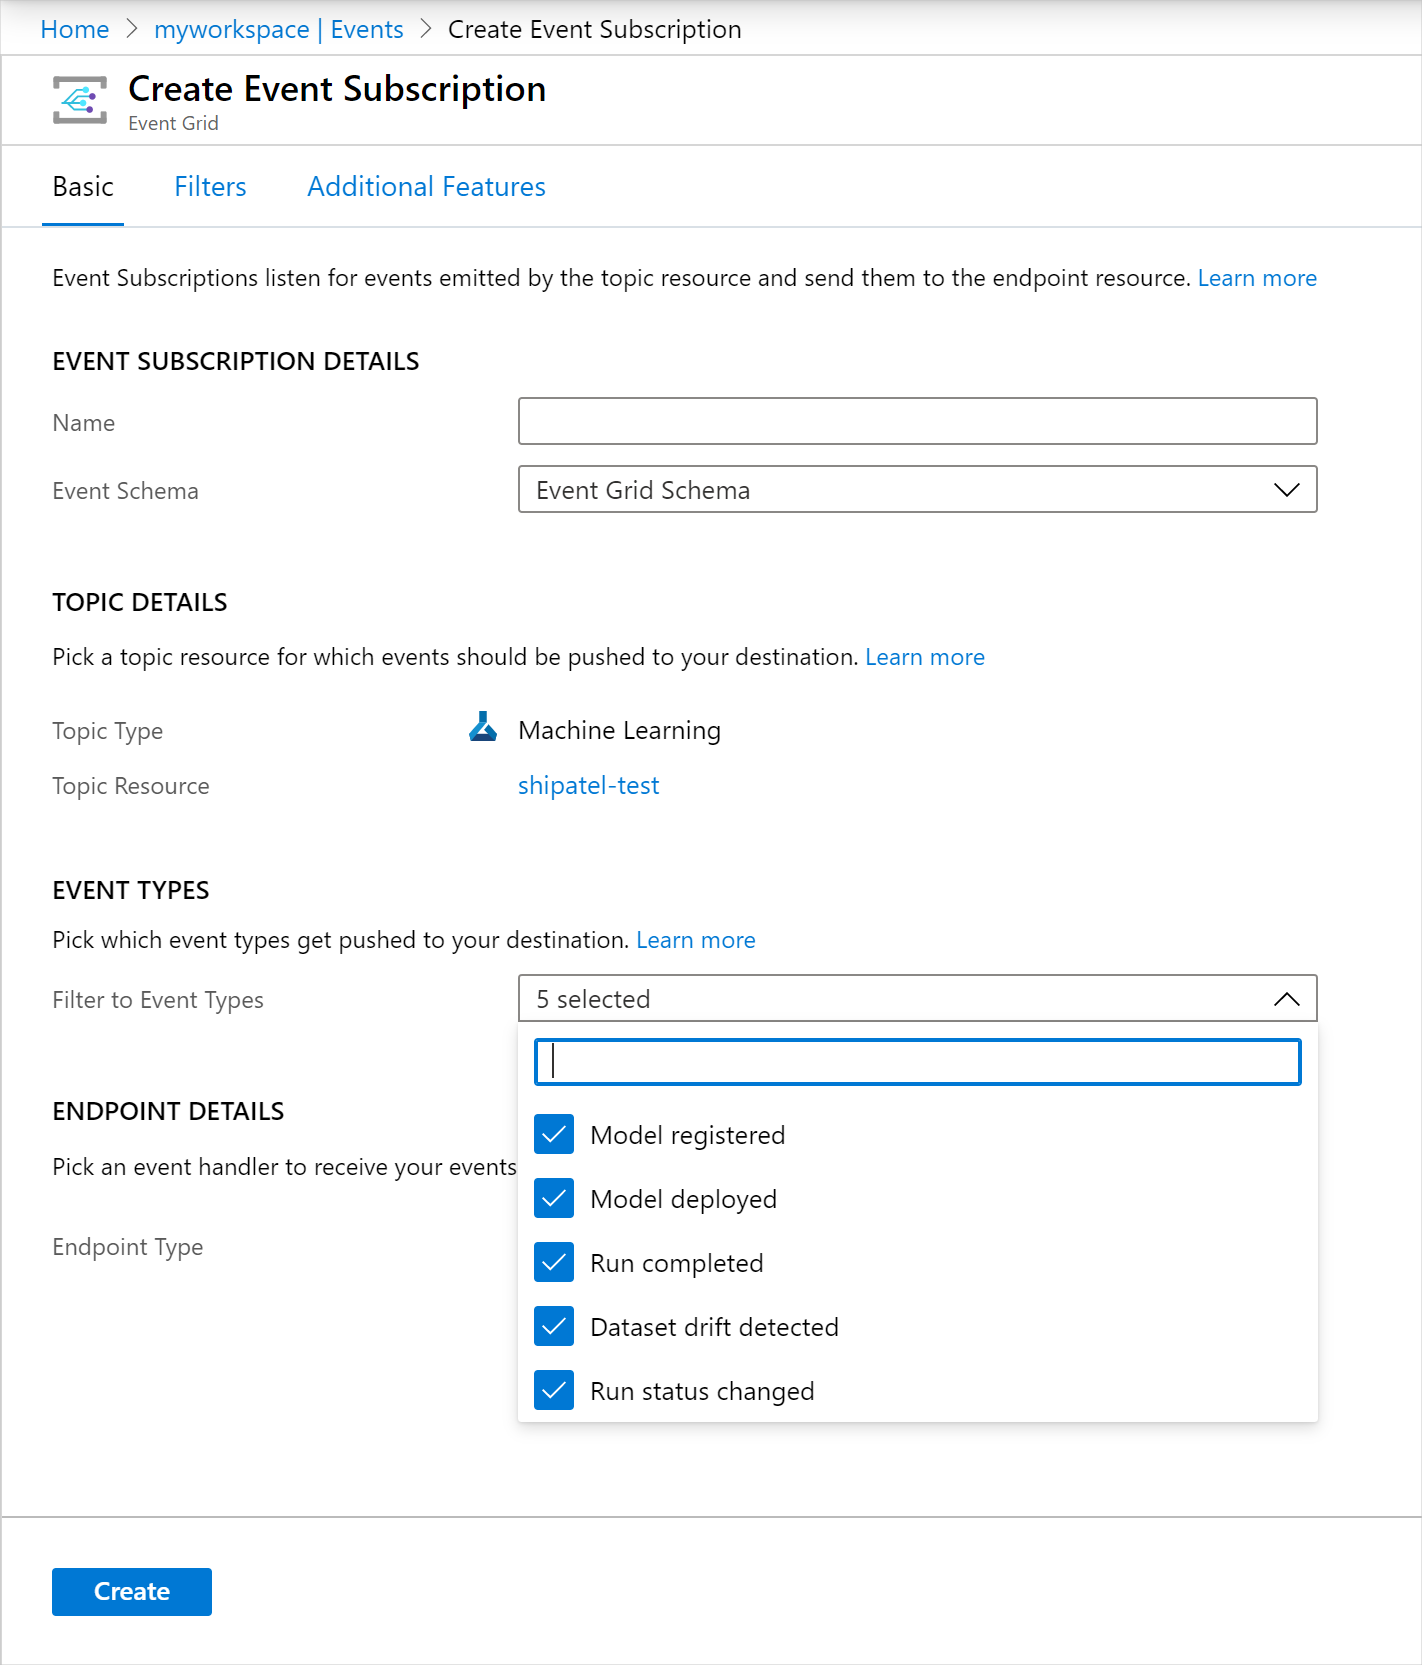 Home > myworkspace | Events > Create Event Subscription
Create Event Subscription
Event Grid
Basic Filters Additional Features
Event Subscriptions listen for events emitted by the topic resource and send them to the endpoint resource. Learn more
EVENT SUBSCRIPTION DETAILS
Name
Event Schema Event Grid Schema
TOPIC DETAILS
Pick a topic resource for which events should be pushed to your destination. Learn more
Topic Type Machine Learning
Topic Resource shipatel-test
EVENT TYPES
Pick which event types get pushed to your destination. Learn more
Filter to Event Types 5 selected
ENDPOINT DETAILS
Pick an event handler to receive your events
Endpoint Type
Model registered
Model deployed
Run completed
Dataset drift detected
Run status changed
Create